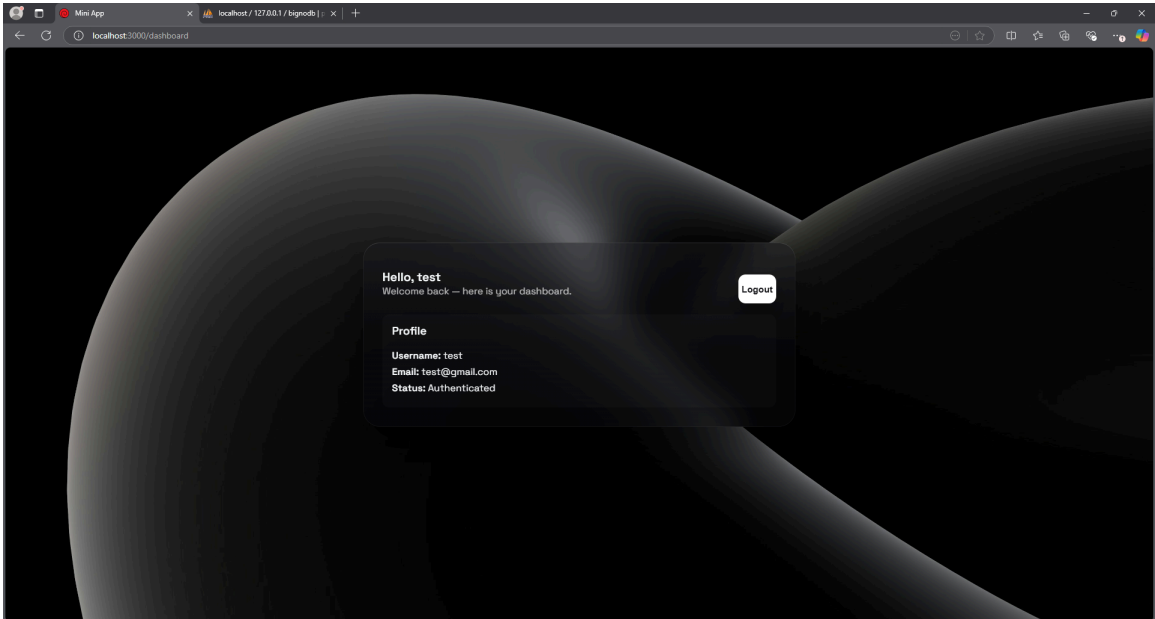 Mini App
localhost / 127.0.0.1 / bignodb |
localhost:3000/dashboard
Hello, test
Welcome back — here is your dashboard.
Logout
Profile
Username: test
Email: test@gmail.com
Status: Authenticated